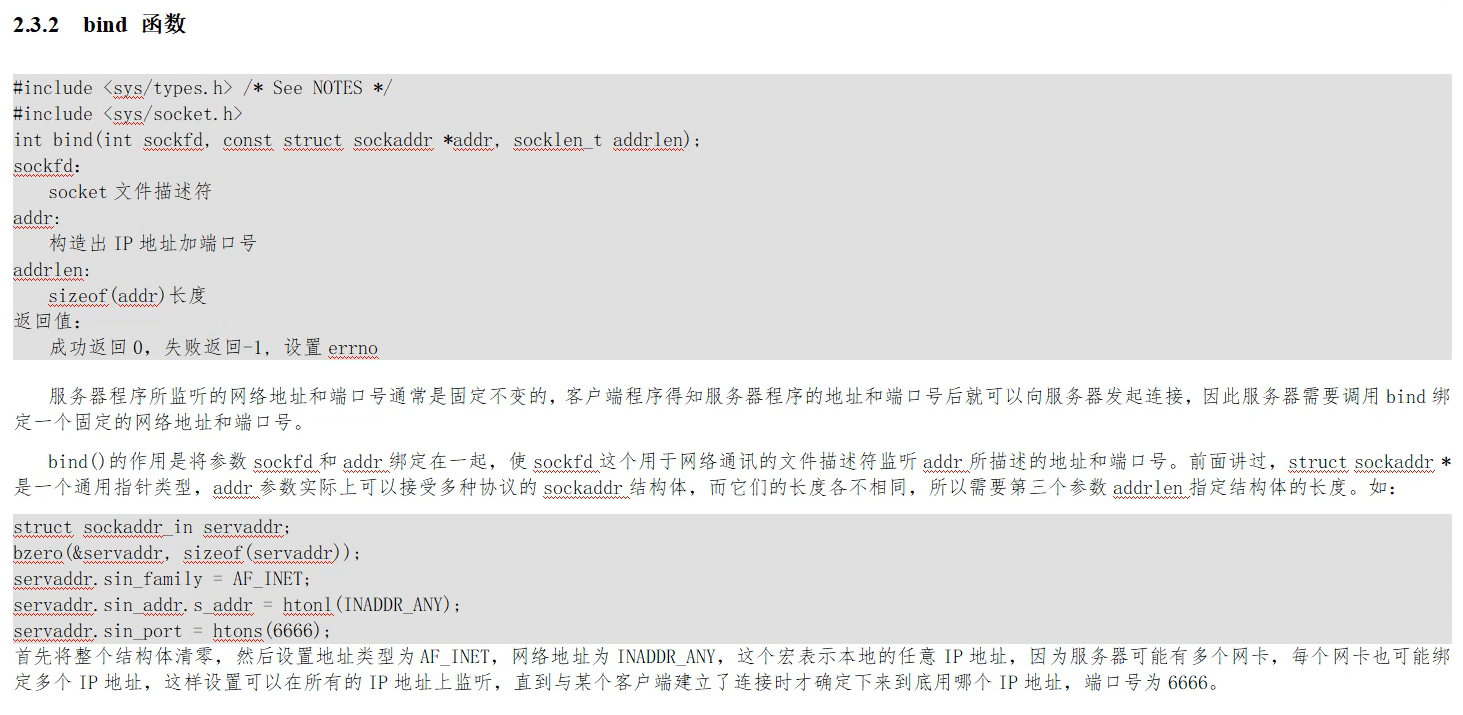 2.3.2 bind 函数
#include <sys/types.h> /* See NOTES */
#include <sys/socket.h>
int bind(int sockfd, const struct sockaddr *addr, socklen_t addrlen);
sockfd:
socket 文件描述符
addr:
构造出 IP 地址加端口号
addrlen:
sizeof(addr)长度
返回值:
成功返回 0，失败返回-1, 设置 errno
服务器程序所监听的网络地址和端口号通常是固定不变的，客户端程序得知服务器程序的地址和端口号后就可以向服务器发起连接，因此服务器需要调用 bind 绑
定一个固定的网络地址和端口号。
bind()的作用是将参数 sockfd 和 addr 绑定在一起，使 sockfd 这个用于网络通讯的文件描述符监听 addr 所描述的地址和端口号。前面讲过，struct sockaddr *
是一个通用指针类型，addr 参数实际上可以接受多种协议的 sockaddr 结构体，而它们的长度各不相同，所以需要第三个参数 addrlen 指定结构体的长度。如：
struct sockaddr_in servaddr;
bzero(&servaddr, sizeof(servaddr));
servaddr.sin_family = AF_INET;
servaddr.sin_addr.s_addr = htonl(INADDR_ANY);
servaddr.sin_port = htons(6666);
首先将整个结构体清零，然后设置地址类型为 AF_INET，网络地址为 INADDR_ANY，这个宏表示本地的任意 IP 地址，因为服务器可能有多个网卡，每个网卡也可能绑
定多个 IP 地址，这样设置可以在所有的 IP 地址上监听，直到与某个客户端建立了连接时才确定下来到底用哪个 IP 地址，端口号为 6666。